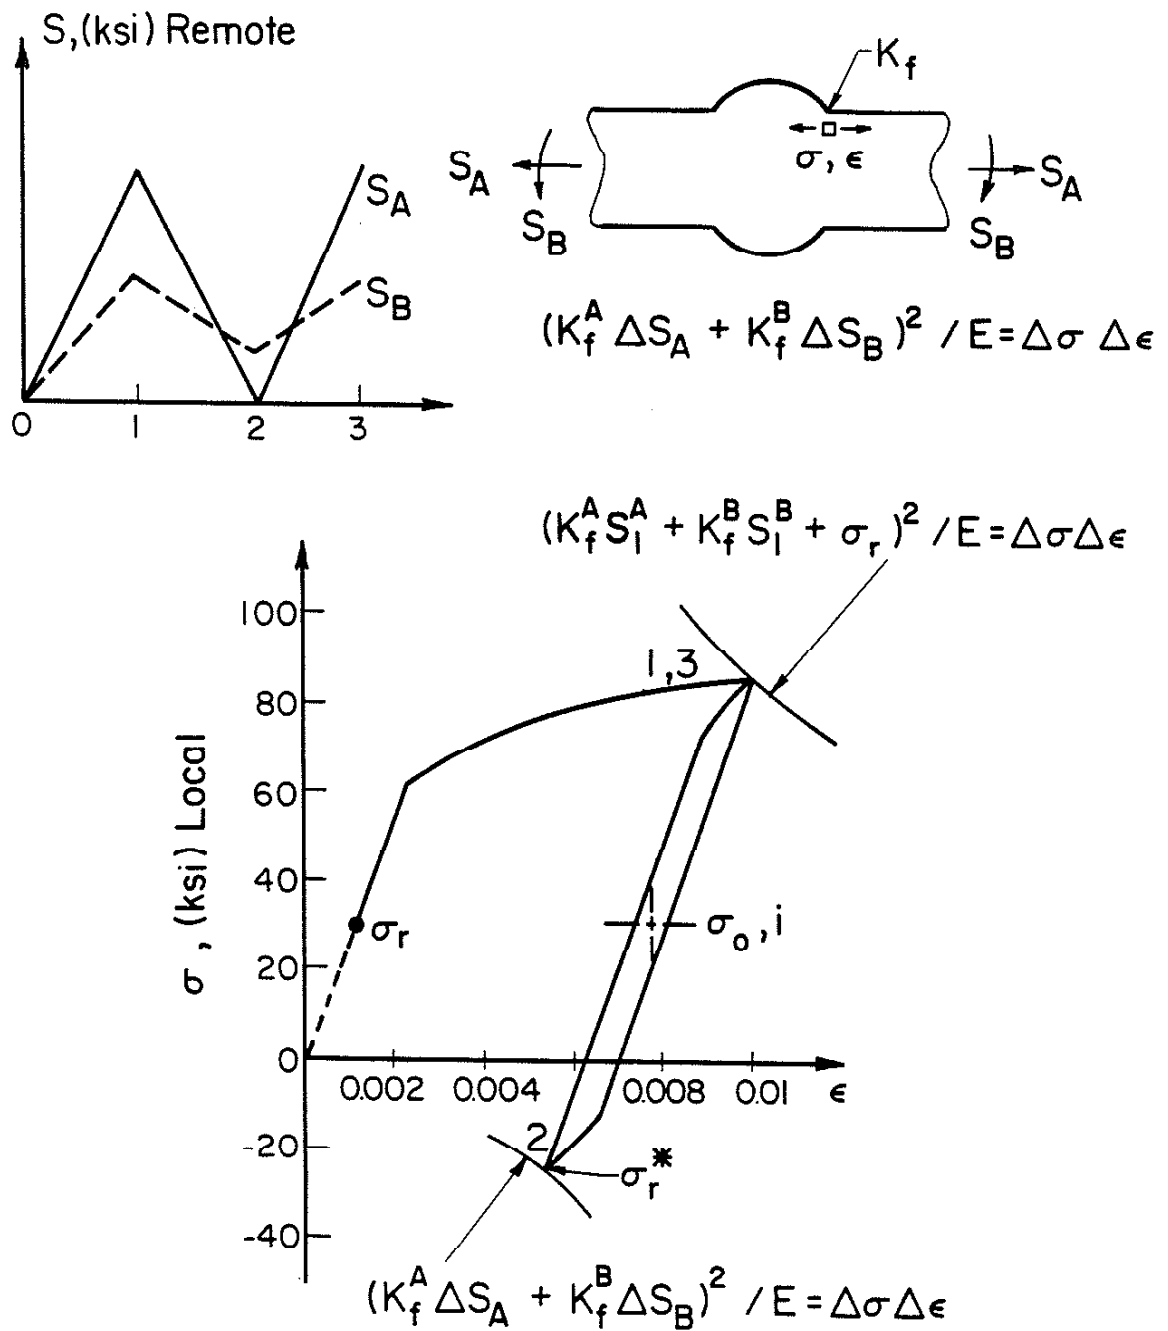 S, (ksi) Remote
S_A
S_B
0 1 2 3
K_f
σ, ϵ
S_A
S_B
S_A
S_B
(K_f^A ΔS_A + K_f^B ΔS_B)^2 / E = Δσ Δϵ
(K_f^A S_1^A + K_f^B S_1^B + σ_r)^2 / E = ΔσΔϵ
σ, (ksi) Local
100
80
60
40
20
0
-20
-40
1,3
σ_r
σ_o, i
0.002 0.004 0.008 0.01 ϵ
2
σ_r^*
(K_f^A ΔS_A + K_f^B ΔS_B)^2 / E = ΔσΔϵ